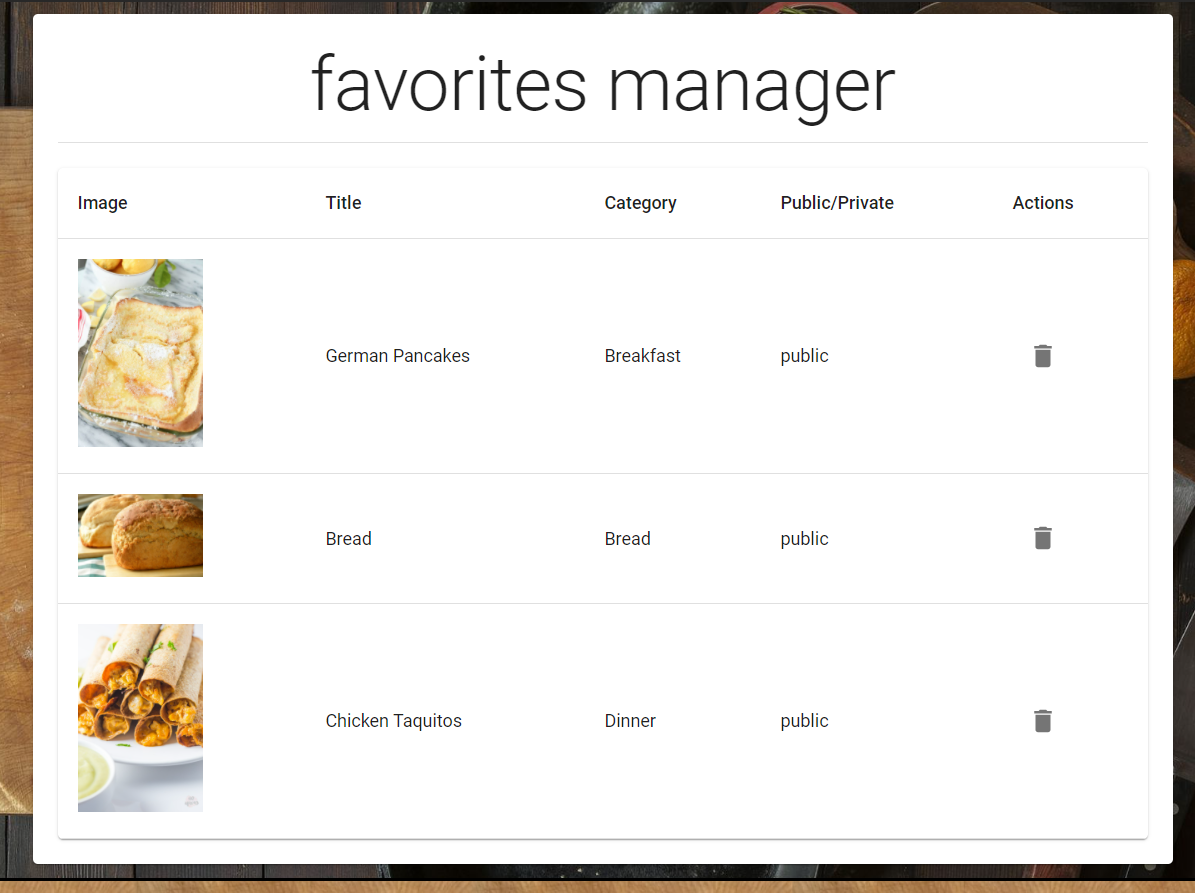 favorites manager
Image Title Category Public/Private Actions
German Pancakes Breakfast public
Bread Bread public
Chicken Taquitos Dinner public